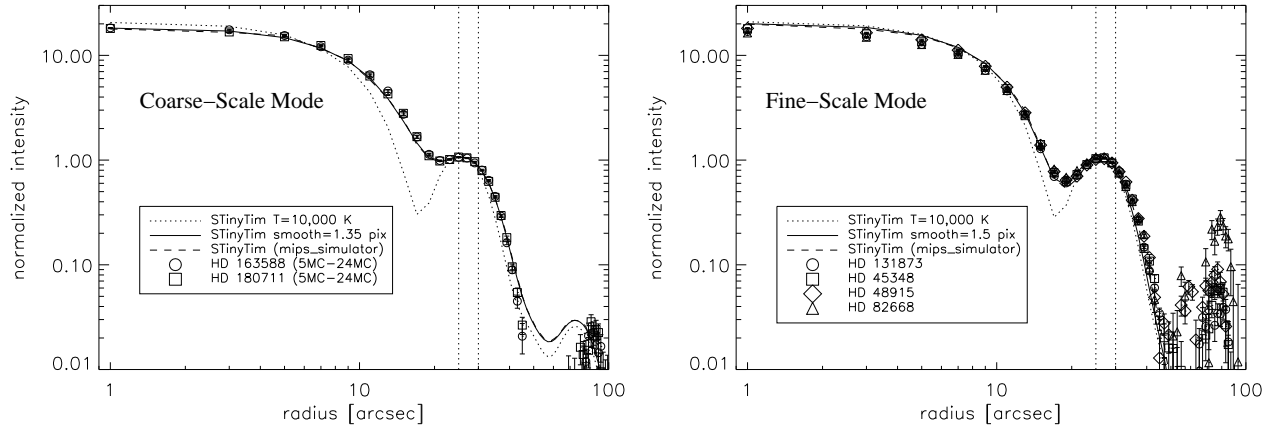 Coarse−Scale Mode
normalized intensity
10.00
1.00
0.10
0.01
STinyTim T=10,000 K
STinyTim smooth=1.35 pix
STinyTim (mips_simulator)
HD 163588 (5MC−24MC)
HD 180711 (5MC−24MC)
1
10
100
radius [arcsec]
Fine−Scale Mode
normalized intensity
10.00
1.00
0.10
0.01
STinyTim T=10,000 K
STinyTim smooth=1.5 pix
STinyTim (mips_simulator)
HD 131873
HD 45348
HD 48915
HD 82668
1
10
100
radius [arcsec]